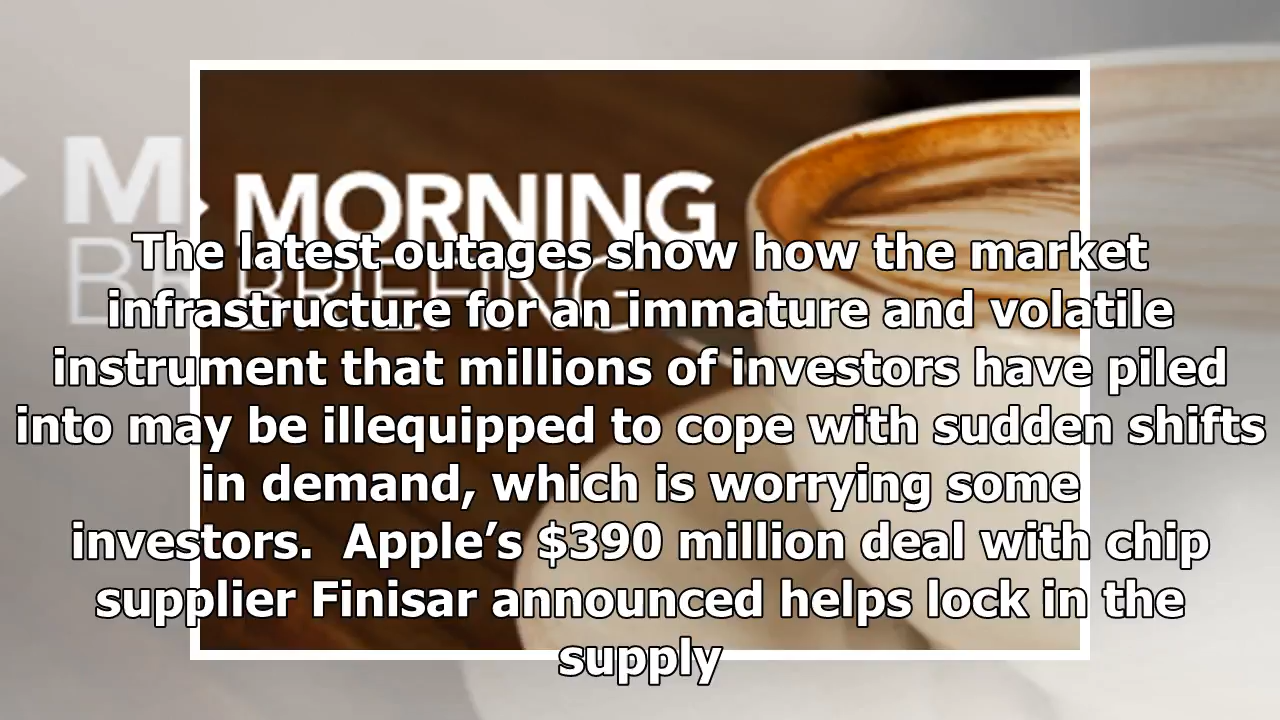 MORNING
BRIEFING
M
B
The latest outages show how the market
infrastructure for an immature and volatile
instrument that millions of investors have piled
into may be illequipped to cope with sudden shifts
in demand, which is worrying some
investors.  Apple’s $390 million deal with chip
supplier Finisar announced helps lock in the
supply